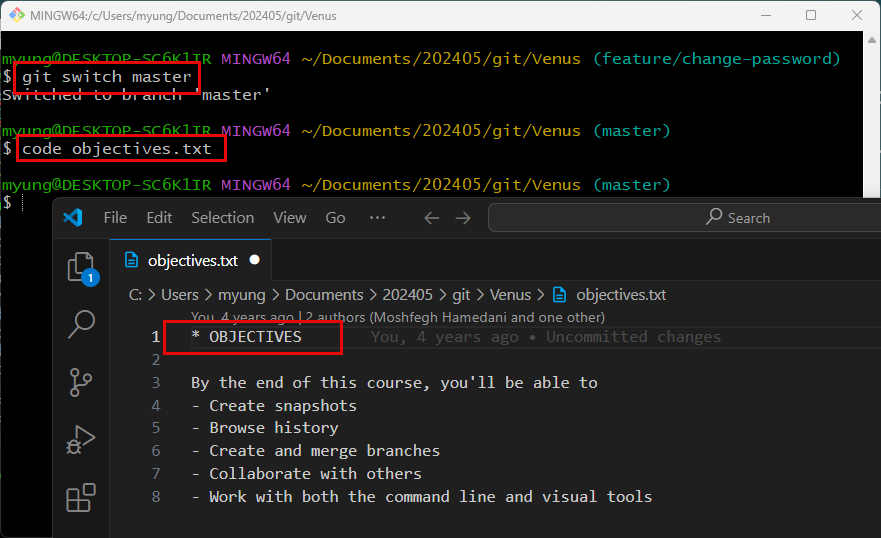 MINGW64:/c/Users/myung/Documents/202405/git/Venus
myung@DESKTOP-SC6K1IR MINGW64 ~/Documents/202405/git/Venus (feature/change-password)
$ git switch master
Switched to branch 'master'
myung@DESKTOP-SC6K1IR MINGW64 ~/Documents/202405/git/Venus (master)
$ code objectives.txt
myung@DESKTOP-SC6K1IR MINGW64 ~/Documents/202405/git/Venus (master)
$
File Edit Selection View Go ··· Search
1
objectives.txt
C: > Users > myung > Documents > 202405 > git > Venus > objectives.txt
You, 4 years ago | 2 authors (Moshfegh Hamedani and one other)
1 * OBJECTIVES You, 4 years ago • Uncommitted changes
2
3 By the end of this course, you'll be able to
4 - Create snapshots
5 - Browse history
6 - Create and merge branches
7 - Collaborate with others
8 - Work with both the command line and visual tools